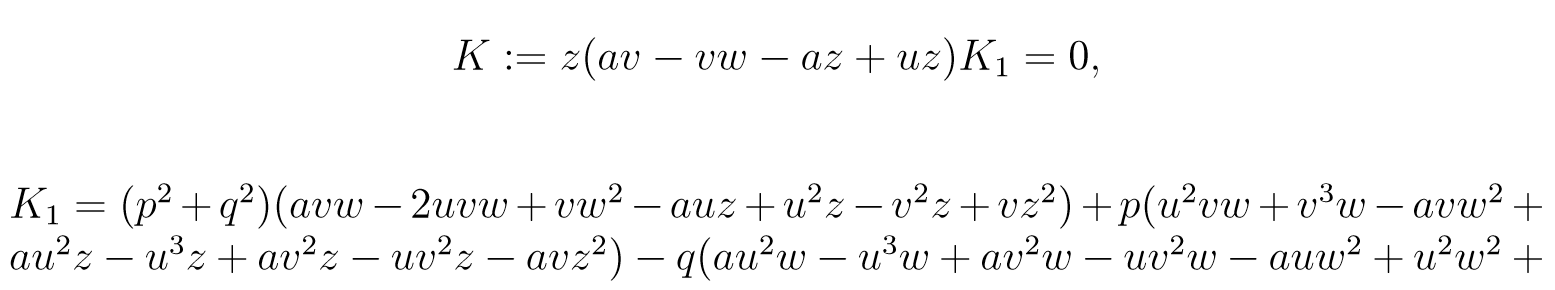 K := z(av − vw − az + uz)K₁ = 0,
K₁ = (p² + q²)(avw − 2uvw + vw² − auz + u²z − v²z + vz²) + p(u²vw + v³w − avw² +
au²z − u³z + av²z − uv²z − avz²) − q(au²w − u³w + av²w − uv²w − auw² + u²w² +